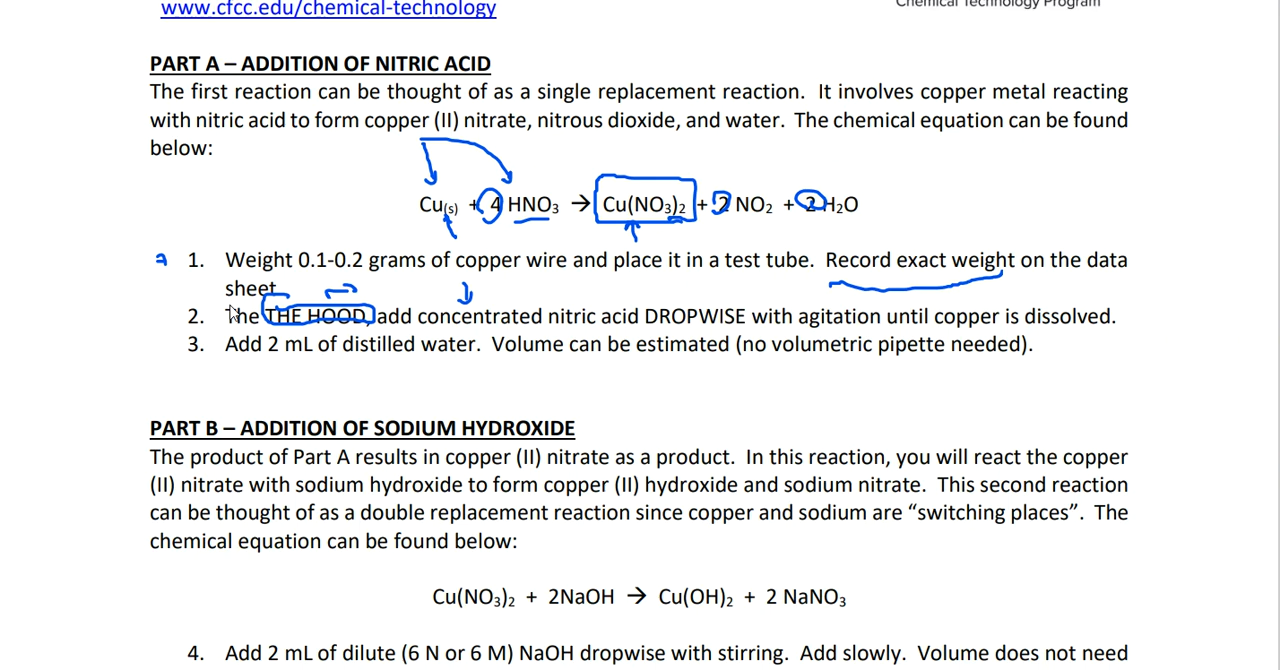 www.cfcc.edu/chemical-technology
Chemical Technology Program
PART A – ADDITION OF NITRIC ACID
The first reaction can be thought of as a single replacement reaction. It involves copper metal reacting
with nitric acid to form copper (II) nitrate, nitrous dioxide, and water. The chemical equation can be found
below:
Cu(s) + 4 HNO₃ → Cu(NO₃)₂ + 2 NO₂ + 2 H₂O
1. Weight 0.1-0.2 grams of copper wire and place it in a test tube. Record exact weight on the data
sheet
2. The THE HOOD, add concentrated nitric acid DROPWISE with agitation until copper is dissolved.
3. Add 2 mL of distilled water. Volume can be estimated (no volumetric pipette needed).
PART B – ADDITION OF SODIUM HYDROXIDE
The product of Part A results in copper (II) nitrate as a product. In this reaction, you will react the copper
(II) nitrate with sodium hydroxide to form copper (II) hydroxide and sodium nitrate. This second reaction
can be thought of as a double replacement reaction since copper and sodium are “switching places”. The
chemical equation can be found below:
Cu(NO₃)₂ + 2NaOH → Cu(OH)₂ + 2 NaNO₃
4. Add 2 mL of dilute (6 N or 6 M) NaOH dropwise with stirring. Add slowly. Volume does not need